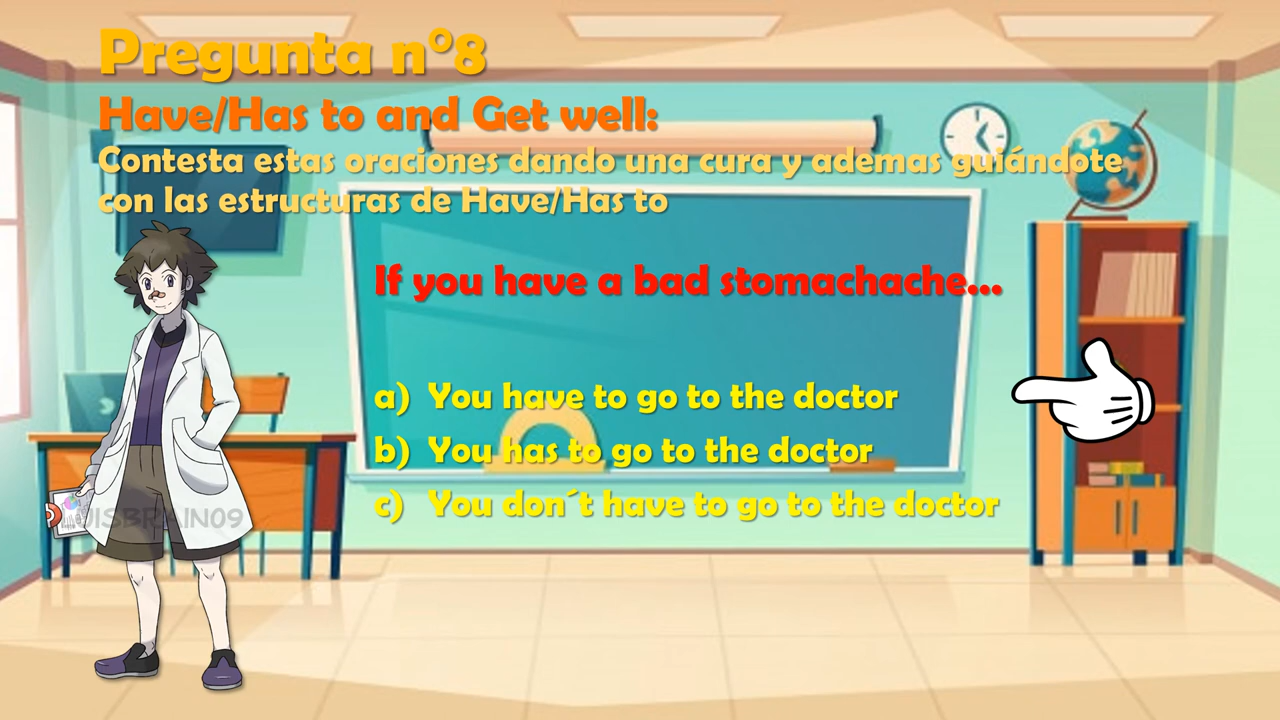 Pregunta n°8
Have/Has to and Get well:
Contesta estas oraciones dando una cura y ademas guiándote
con las estructuras de Have/Has to
If you have a bad stomachache...
a) You have to go to the doctor
b) You has to go to the doctor
c) You don´t have to go to the doctor